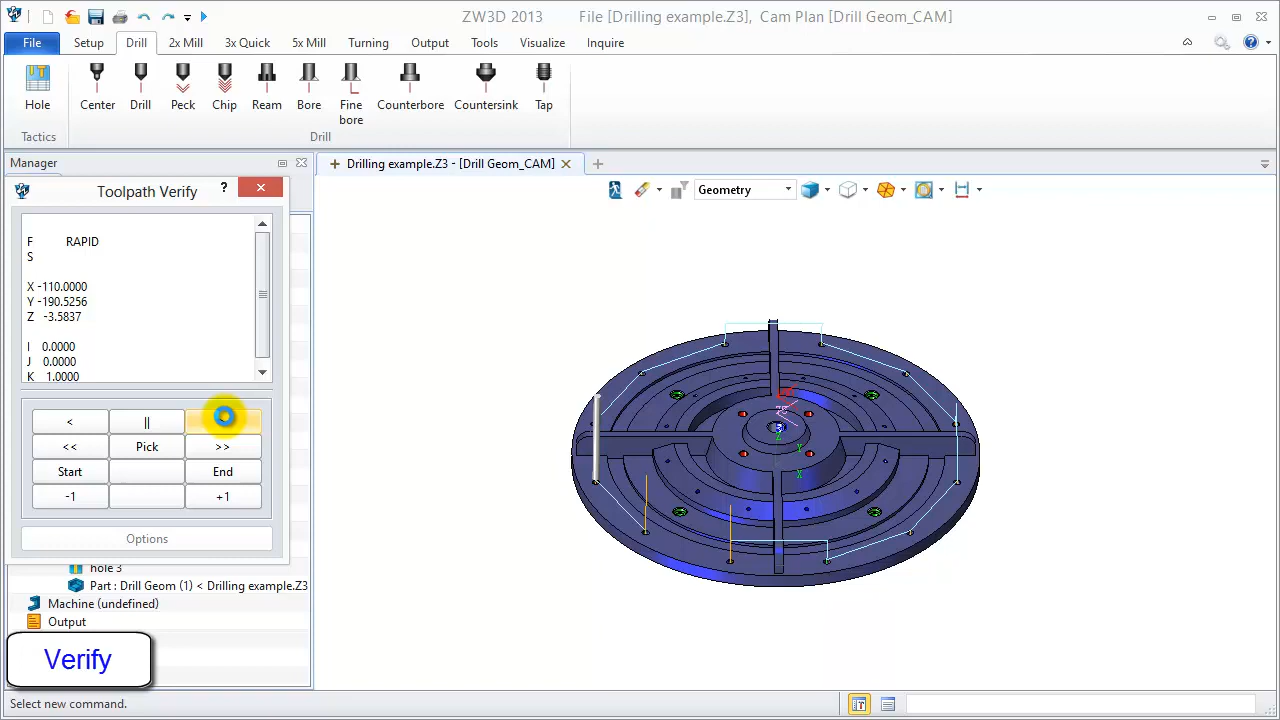 ZW3D 2013 File [Drilling example.Z3], Cam Plan [Drill Geom_CAM]
File Setup Drill 2x Mill 3x Quick 5x Mill Turning Output Tools Visualize Inquire
Hole Center Drill Peck Chip Ream Bore Fine bore Counterbore Countersink Tap
Tactics Drill
Manager
Drilling example.Z3 - [Drill Geom_CAM]
Toolpath Verify
Geometry
F RAPID
S
X -110.0000
Y -190.5256
Z -3.5837
I 0.0000
J 0.0000
K 1.0000
< ||
<< Pick >>
Start End
-1 +1
Options
hole 3
Part : Drill Geom (1) < Drilling example.Z3
Machine (undefined)
Output
Verify
Z
Y
X
Select new command.